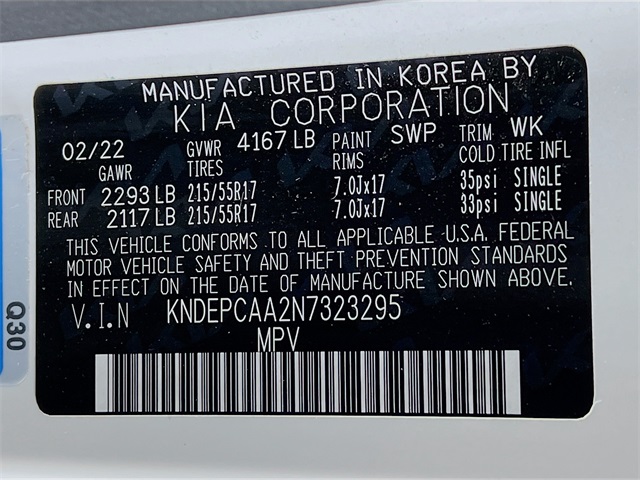 MANUFACTURED IN KOREA BY
KIA CORPORATION
02/22 GVWR 4167 LB PAINT SWP TRIM WK
GAWR TIRES RIMS COLD TIRE INFL
FRONT 2293 LB 215/55R17 7.0Jx17 35psi SINGLE
REAR 2117 LB 215/55R17 7.0Jx17 33psi SINGLE
THIS VEHICLE CONFORMS TO ALL APPLICABLE U.S.A. FEDERAL
MOTOR VEHICLE SAFETY AND THEFT PREVENTION STANDARDS
IN EFFECT ON THE DATE OF MANUFACTURE SHOWN ABOVE.
V.I.N KNDEPCAA2N7323295
MPV
Q30